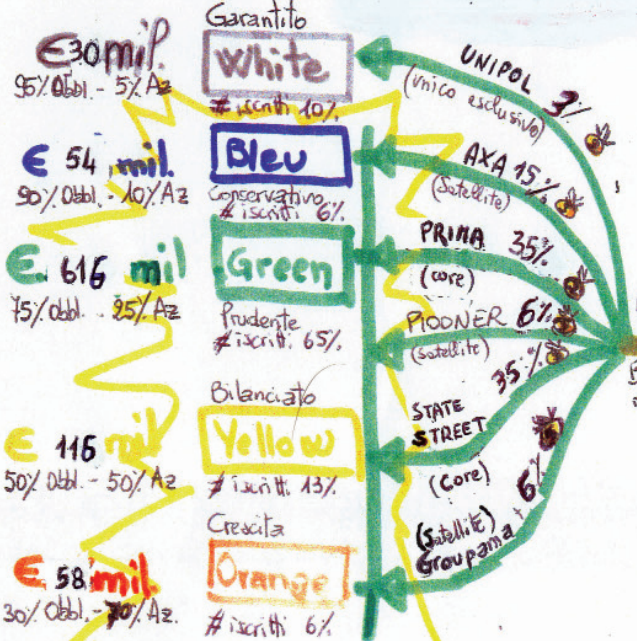 Garantito
€ 30 mil.
White
95% Obbl. - 5% Az
# iscritti 10%
UNIPOL 3%
(unico esclusivo)
€ 54 mil.
Bleu
90% Obbl. - 10% Az
Conservativo
# iscritti 6%
AXA 15%
(Satellite)
€ 616 mil
Green
75% Obbl. - 25% Az
Prudente
# iscritti 65%
PRIMA 35%
(core)
PIOONER 6%
(satellite)
Bilanciato
€ 116 mil
Yellow
50% Obbl. - 50% Az
# iscritti 13%
35%
STATE
STREET
(Core)
Crescita
€ 58 mil.
Orange
30% Obbl. - 70% Az.
# iscritti 6%
6%
(satellite)
Groupama